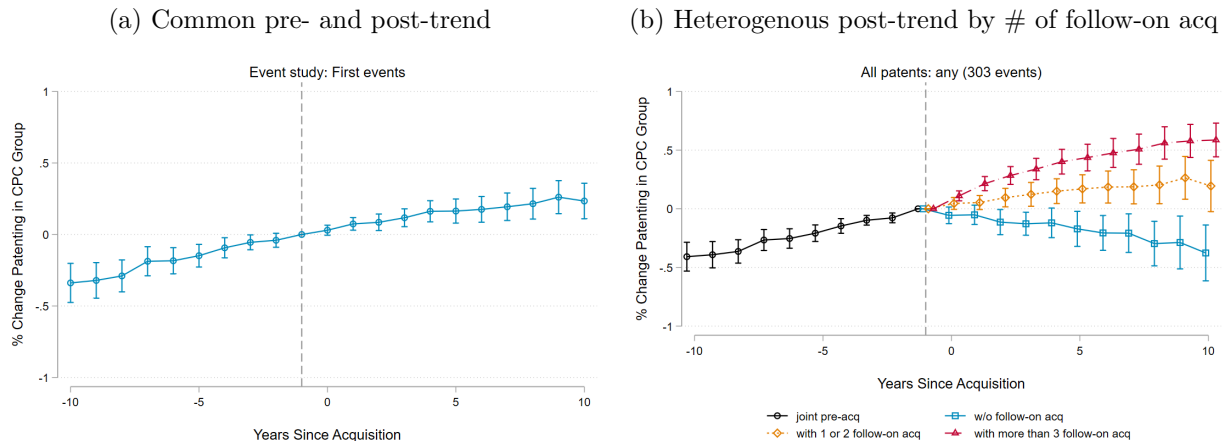 (a) Common pre- and post-trend
Event study: First events
% Change Patenting in CPC Group
1
.5
0
-.5
-1
-10
-5
0
5
10
Years Since Acquisition
(b) Heterogenous post-trend by # of follow-on acq
All patents: any (303 events)
% Change Patenting in CPC Group
1
.5
0
-.5
-1
-10
-5
0
5
10
Years Since Acquisition
joint pre-acq
w/o follow-on acq
with 1 or 2 follow-on acq
with more than 3 follow-on acq